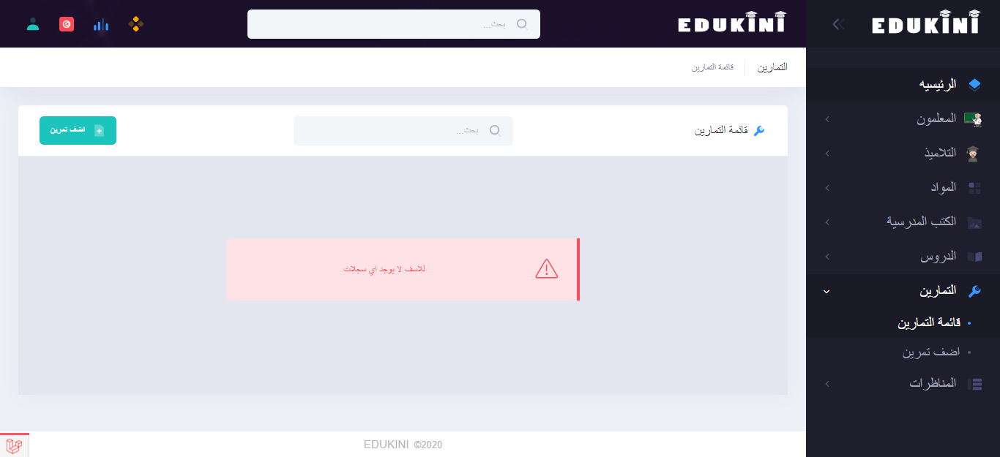 EDUKINI
الرئيسيه
المعلمون
التلاميذ
المواد
الكتب المدرسية
الدروس
التمارين
قائمة التمارين
اضف تمرين
المناظرات
EDUKINI
بحث...
التمارين
قائمة التمارين
قائمة التمارين
بحث...
اضف تمرين
للاسف لا يوجد اي سجلات
EDUKINI ©2020